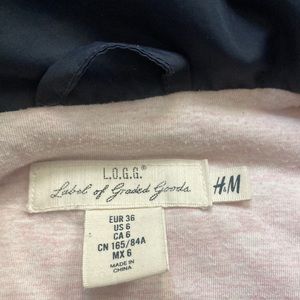 L.O.G.G.®
Label of Graded Goods
H&M
EUR 36
US 6
CA 6
CN 165/84A
MX 6
MADE IN
CHINA